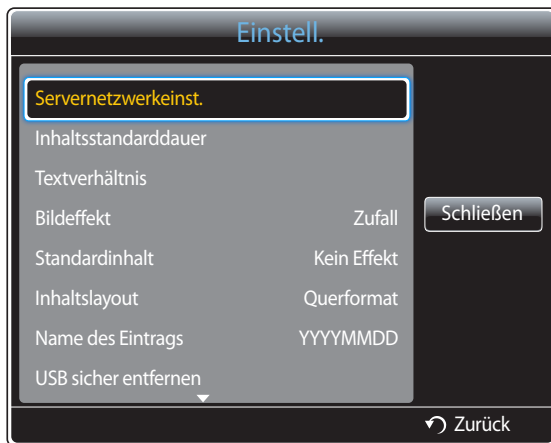 Einstell.
Servernetzwerkeinst.
Inhaltsstandarddauer
Textverhältnis
Bildeffekt Zufall
Standardinhalt Kein Effekt
Inhaltslayout Querformat
Name des Eintrags YYYYMMDD
USB sicher entfernen
Schließen
Zurück